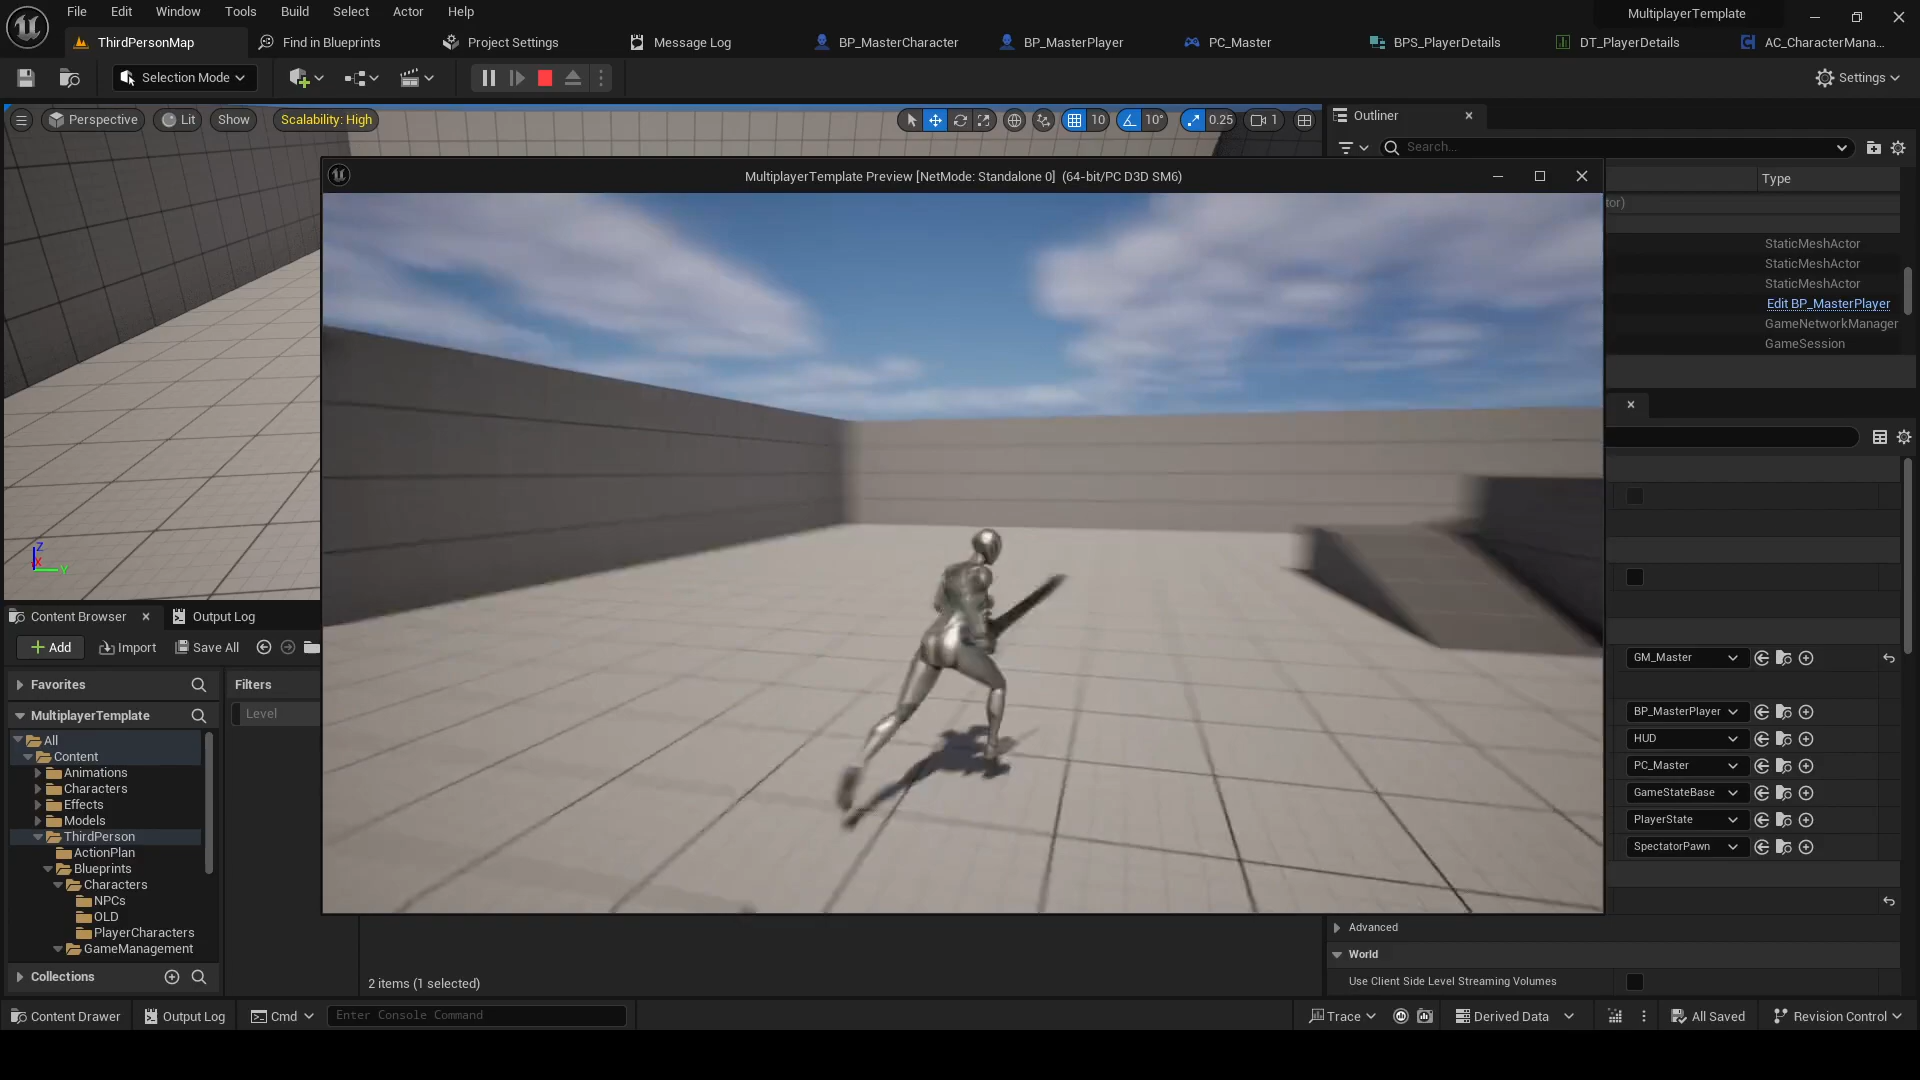 File Edit Window Tools Build Select Actor Help
MultiplayerTemplate
ThirdPersonMap
Find in Blueprints
Project Settings
Message Log
BP_MasterCharacter
BP_MasterPlayer
PC_Master
BPS_PlayerDetails
DT_PlayerDetails
AC_CharacterMana...
Selection Mode
Settings
Perspective
Lit
Show
Scalability: High
10
10°
0.25
1
Outliner
Search...
MultiplayerTemplate Preview [NetMode: Standalone 0] (64-bit/PC D3D SM6)
Type
tor)
StaticMeshActor
StaticMeshActor
StaticMeshActor
Edit BP_MasterPlayer
GameNetworkManager
GameSession
Z
X
Y
Content Browser
Output Log
Add
Import
Save All
Favorites
Filters
MultiplayerTemplate
Level
All
Content
Animations
Characters
Effects
Models
ThirdPerson
ActionPlan
Blueprints
Characters
NPCs
OLD
PlayerCharacters
GameManagement
Collections
2 items (1 selected)
GM_Master
BP_MasterPlayer
HUD
PC_Master
GameStateBase
PlayerState
SpectatorPawn
Advanced
World
Use Client Side Level Streaming Volumes
Content Drawer
Output Log
Cmd
Enter Console Command
Trace
Derived Data
All Saved
Revision Control